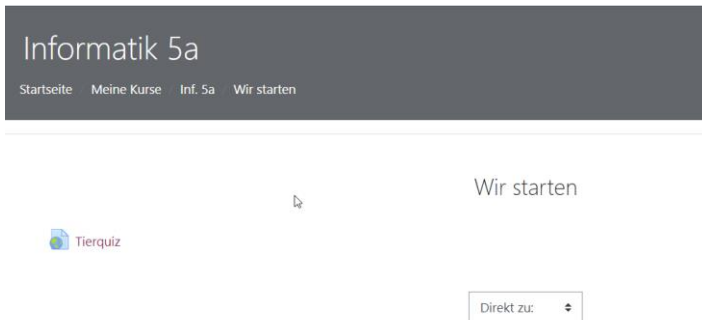 Informatik 5a
Startseite Meine Kurse Inf. 5a Wir starten
Wir starten
Tierquiz
Direkt zu: